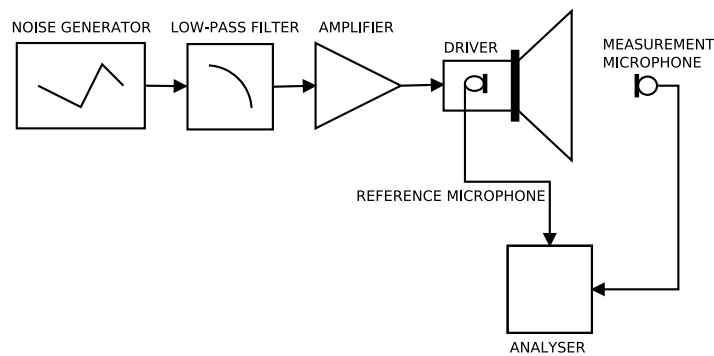 NOISE GENERATOR
LOW-PASS FILTER
AMPLIFIER
DRIVER
MEASUREMENT
MICROPHONE
REFERENCE MICROPHONE
ANALYSER